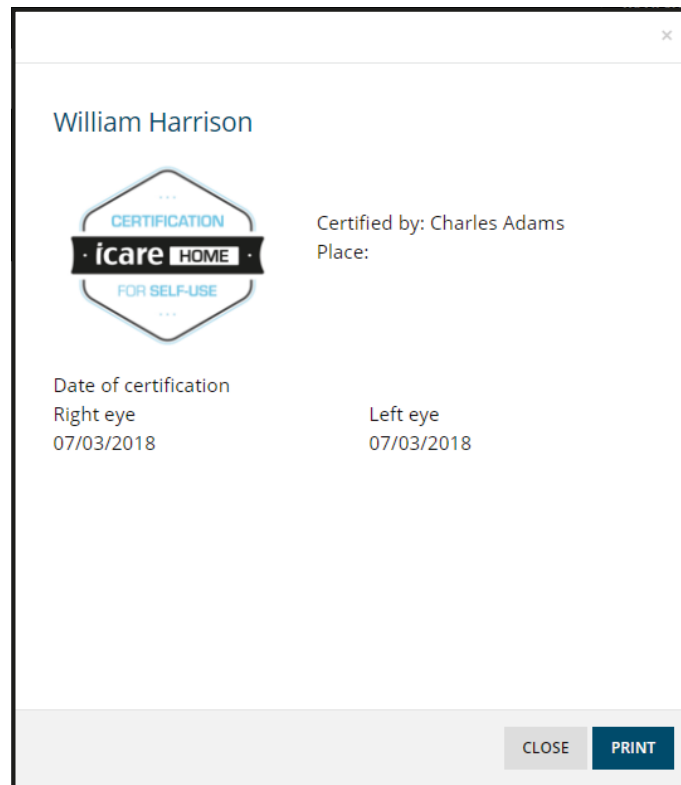 ×
William Harrison
CERTIFICATION
icare HOME
FOR SELF-USE
Certified by: Charles Adams
Place:
Date of certification
Right eye
Left eye
07/03/2018
07/03/2018
CLOSE
PRINT